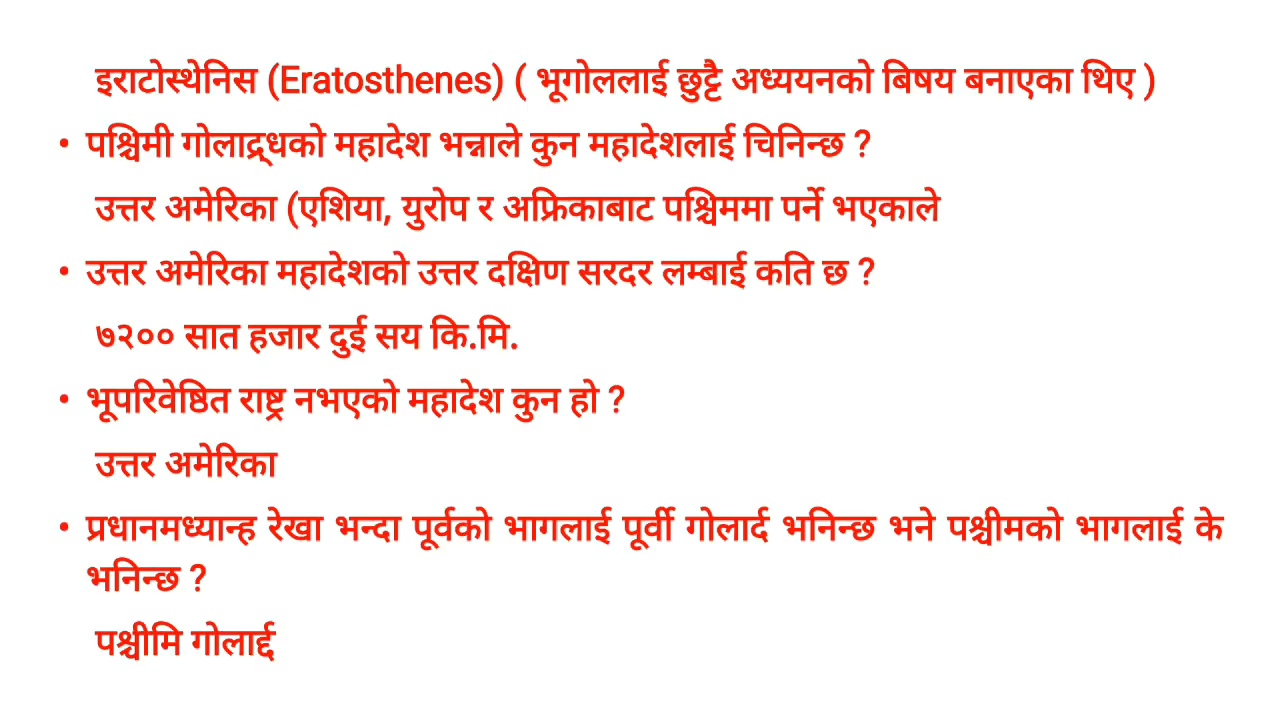 इराटोस्थेनिस (Eratosthenes) ( भूगोललाई छुट्टै अध्ययनको बिषय बनाएका थिए )
• पश्चिमी गोलाद्र्धको महादेश भन्नाले कुन महादेशलाई चिनिन्छ ?
उत्तर अमेरिका (एशिया, युरोप र अफ्रिकाबाट पश्चिममा पर्ने भएकाले
• उत्तर अमेरिका महादेशको उत्तर दक्षिण सरदर लम्बाई कति छ ?
७२०० सात हजार दुई सय कि.मि.
• भूपरिवेष्ठित राष्ट्र नभएको महादेश कुन हो ?
उत्तर अमेरिका
• प्रधानमध्यान्ह रेखा भन्दा पूर्वको भागलाई पूर्वी गोलार्द भनिन्छ भने पश्चीमको भागलाई के
भनिन्छ ?
पश्चीमि गोलार्द्द